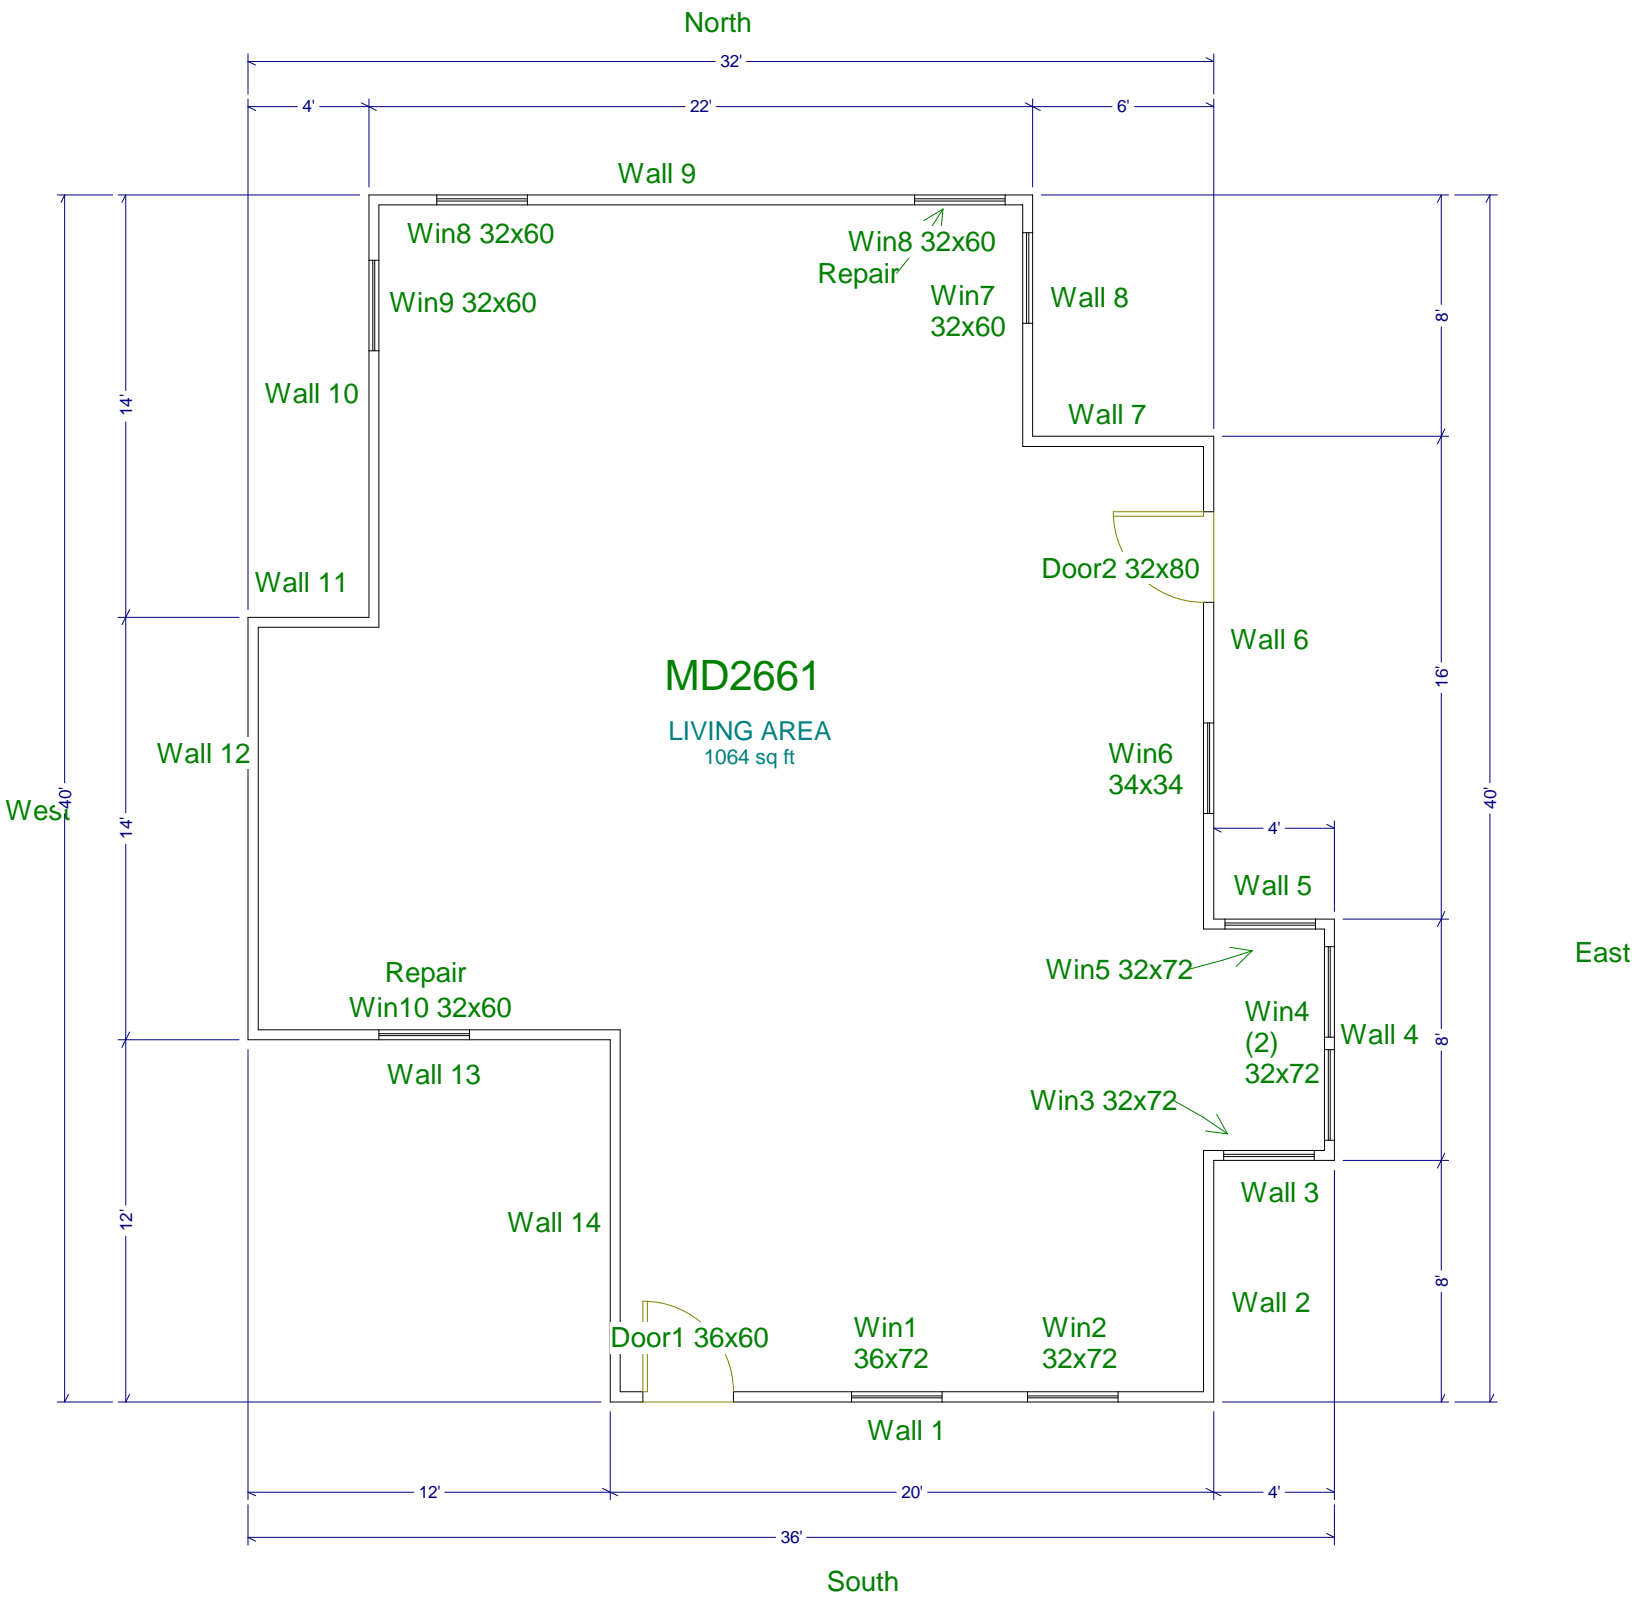 North
32'
4'
22'
6'
Wall 9
Win8 32x60
Win8 32x60
Repair
Win9 32x60
Win7
32x60
Wall 8
8'
Wall 10
14'
Wall 7
Door2 32x80
Wall 11
Wall 6
MD2661
16'
LIVING AREA
1064 sq ft
Wall 12
Win6
34x34
West
40'
40'
14'
4'
Wall 5
East
Repair
Win5 32x72
Win10 32x60
Win4
(2)
32x72
Wall 4
8'
Wall 13
Win3 32x72
Wall 3
Wall 14
12'
Wall 2
8'
Door1 36x60
Win1
36x72
Win2
32x72
Wall 1
12'
20'
4'
36'
South